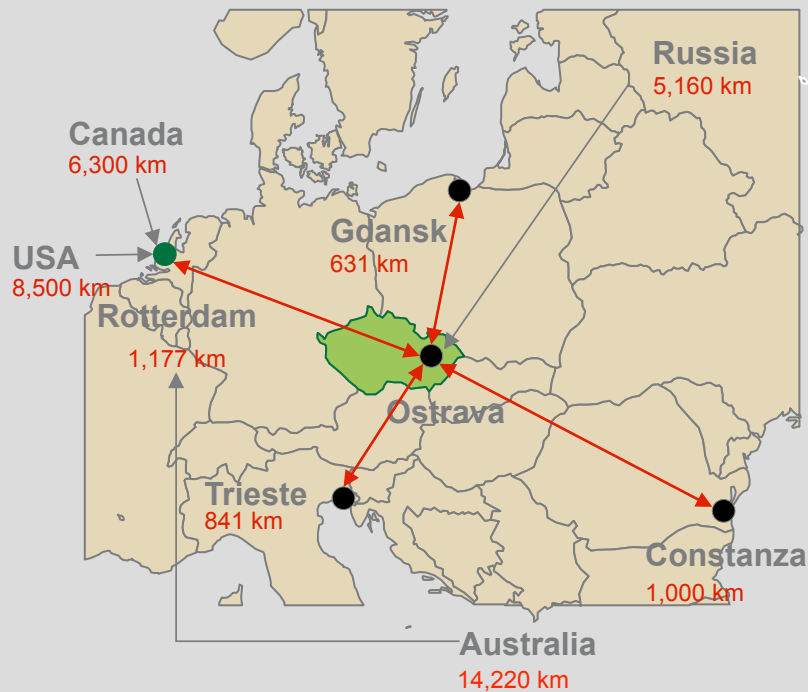 Russia
5,160 km
Canada
6,300 km
Gdansk
631 km
USA
8,500 km
Rotterdam
1,177 km
Ostrava
Trieste
841 km
Constanza
1,000 km
Australia
14,220 km